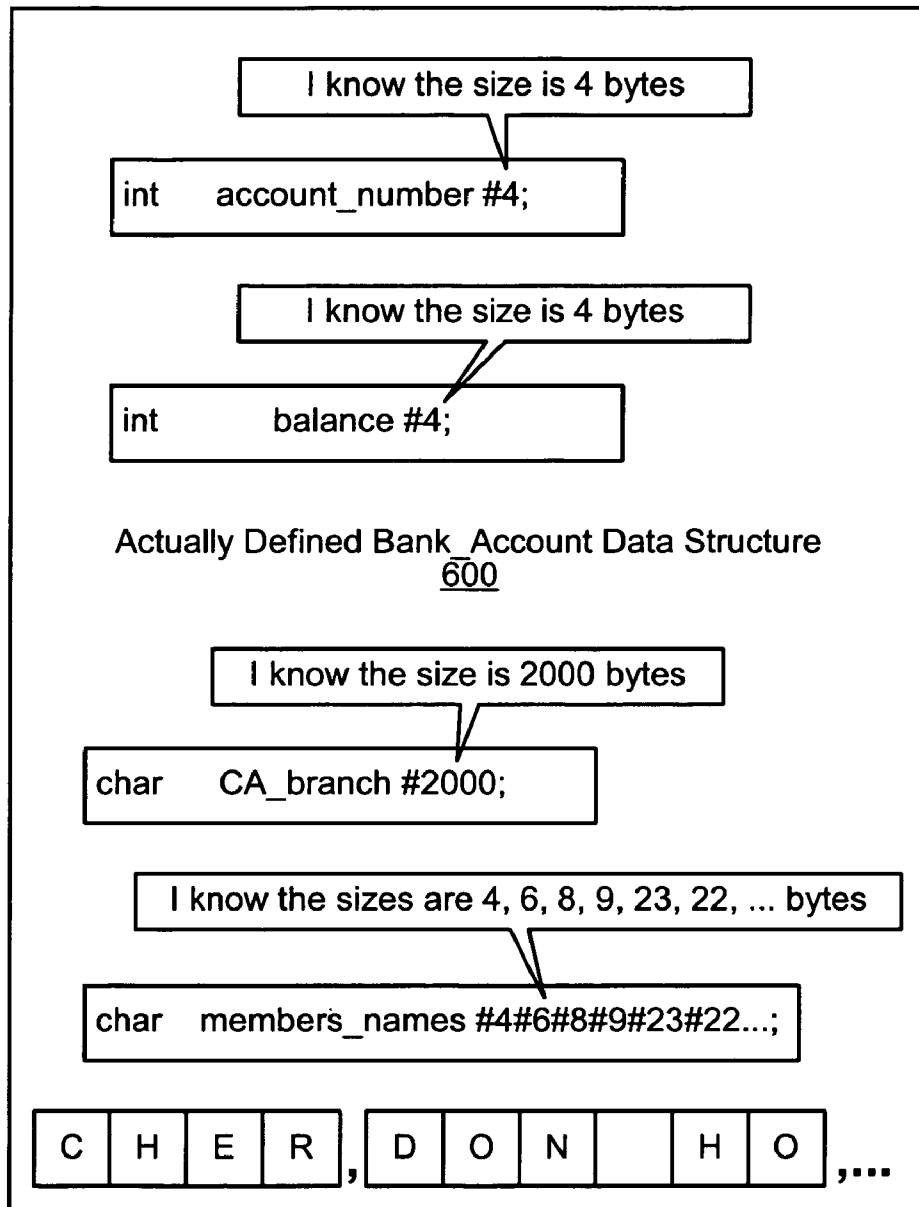 I know the size is 4 bytes
int account_number #4;
I know the size is 4 bytes
int balance #4;
Actually Defined Bank_Account Data Structure
600
I know the size is 2000 bytes
char CA_branch #2000;
I know the sizes are 4, 6, 8, 9, 23, 22, ... bytes
char members_names #4#6#8#9#23#22...;
C H E R , D O N H O ,...